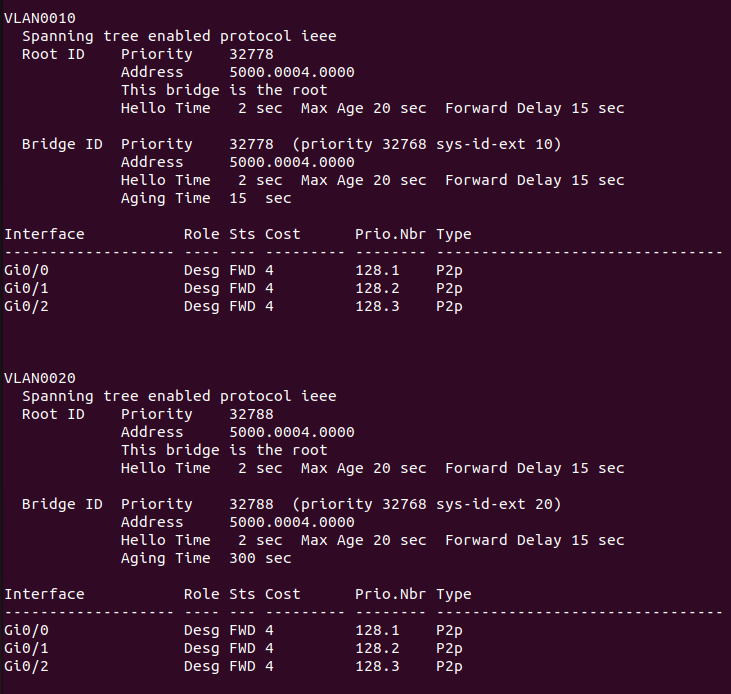 VLAN0010
  Spanning tree enabled protocol ieee
  Root ID    Priority    32778
             Address     5000.0004.0000
             This bridge is the root
             Hello Time   2 sec  Max Age 20 sec  Forward Delay 15 sec

  Bridge ID  Priority    32778  (priority 32768 sys-id-ext 10)
             Address     5000.0004.0000
             Hello Time   2 sec  Max Age 20 sec  Forward Delay 15 sec
             Aging Time  15  sec

Interface           Role Sts Cost      Prio.Nbr Type
------------------- ---- --- --------- -------- --------------------------------
Gi0/0               Desg FWD 4         128.1    P2p
Gi0/1               Desg FWD 4         128.2    P2p
Gi0/2               Desg FWD 4         128.3    P2p

VLAN0020
  Spanning tree enabled protocol ieee
  Root ID    Priority    32788
             Address     5000.0004.0000
             This bridge is the root
             Hello Time   2 sec  Max Age 20 sec  Forward Delay 15 sec

  Bridge ID  Priority    32788  (priority 32768 sys-id-ext 20)
             Address     5000.0004.0000
             Hello Time   2 sec  Max Age 20 sec  Forward Delay 15 sec
             Aging Time  300 sec

Interface           Role Sts Cost      Prio.Nbr Type
------------------- ---- --- --------- -------- --------------------------------
Gi0/0               Desg FWD 4         128.1    P2p
Gi0/1               Desg FWD 4         128.2    P2p
Gi0/2               Desg FWD 4         128.3    P2p